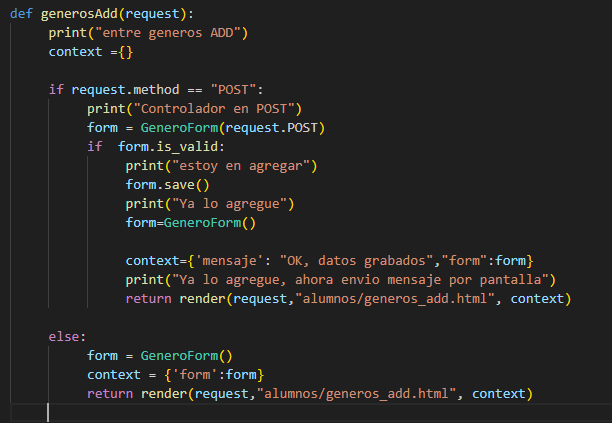 def generosAdd(request):
print("entre generos ADD")
context ={}
if request.method == "POST":
print("Controlador en POST")
form = GeneroForm(request.POST)
if  form.is_valid:
print("estoy en agregar")
form.save()
print("Ya lo agregue")
form=GeneroForm()
context={'mensaje': "OK, datos grabados","form":form}
print("Ya lo agregue, ahora envio mensaje por pantalla")
return render(request,"alumnos/generos_add.html", context)
else:
form = GeneroForm()
context = {'form':form}
return render(request,"alumnos/generos_add.html", context)